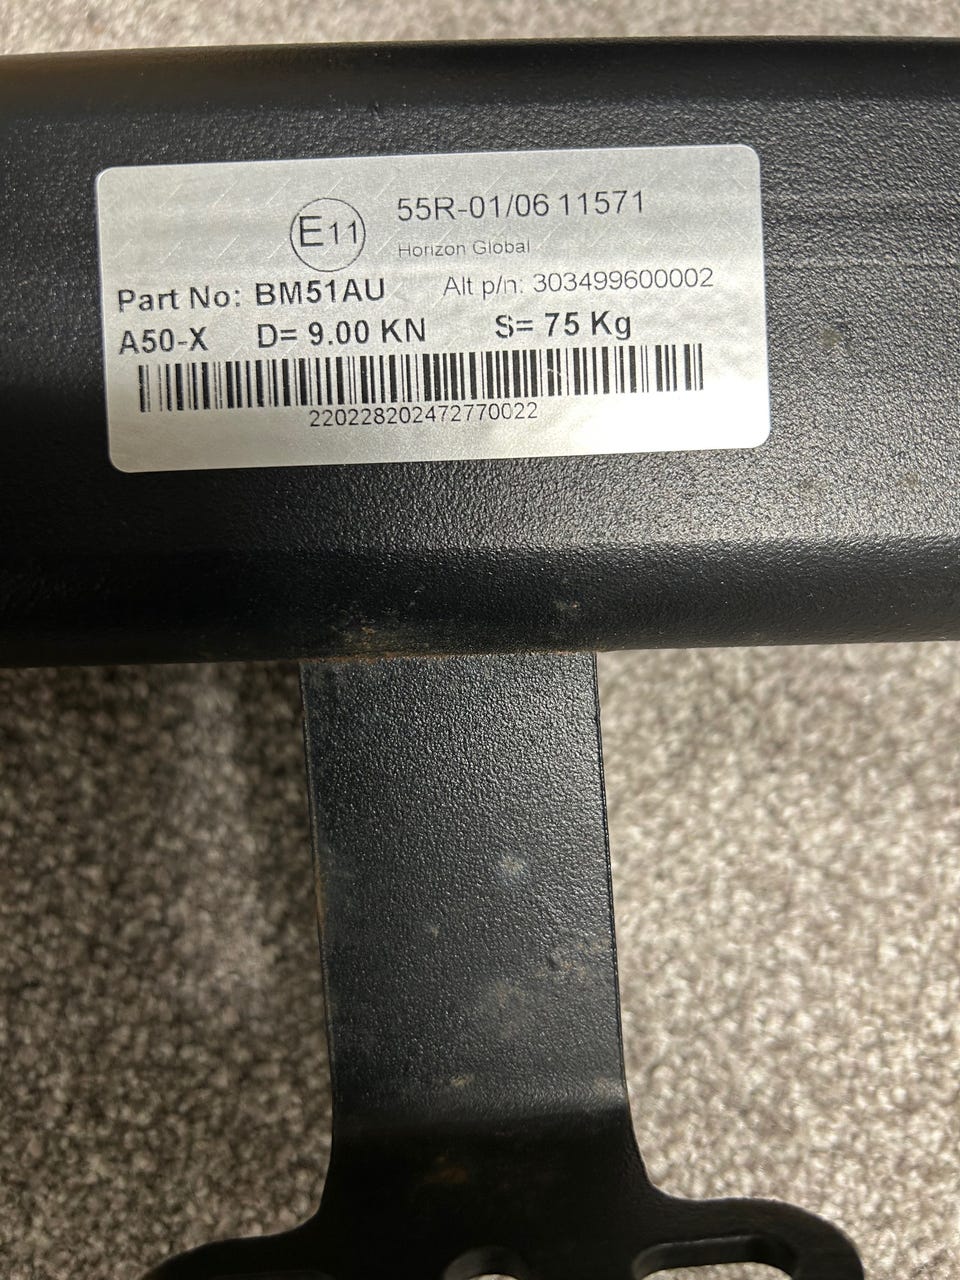 E11 55R-01/06 11571
Horizon Global
Part No: BM51AU Alt p/n: 303499600002
A50-X D= 9.00 KN S= 75 Kg
220228202472770022